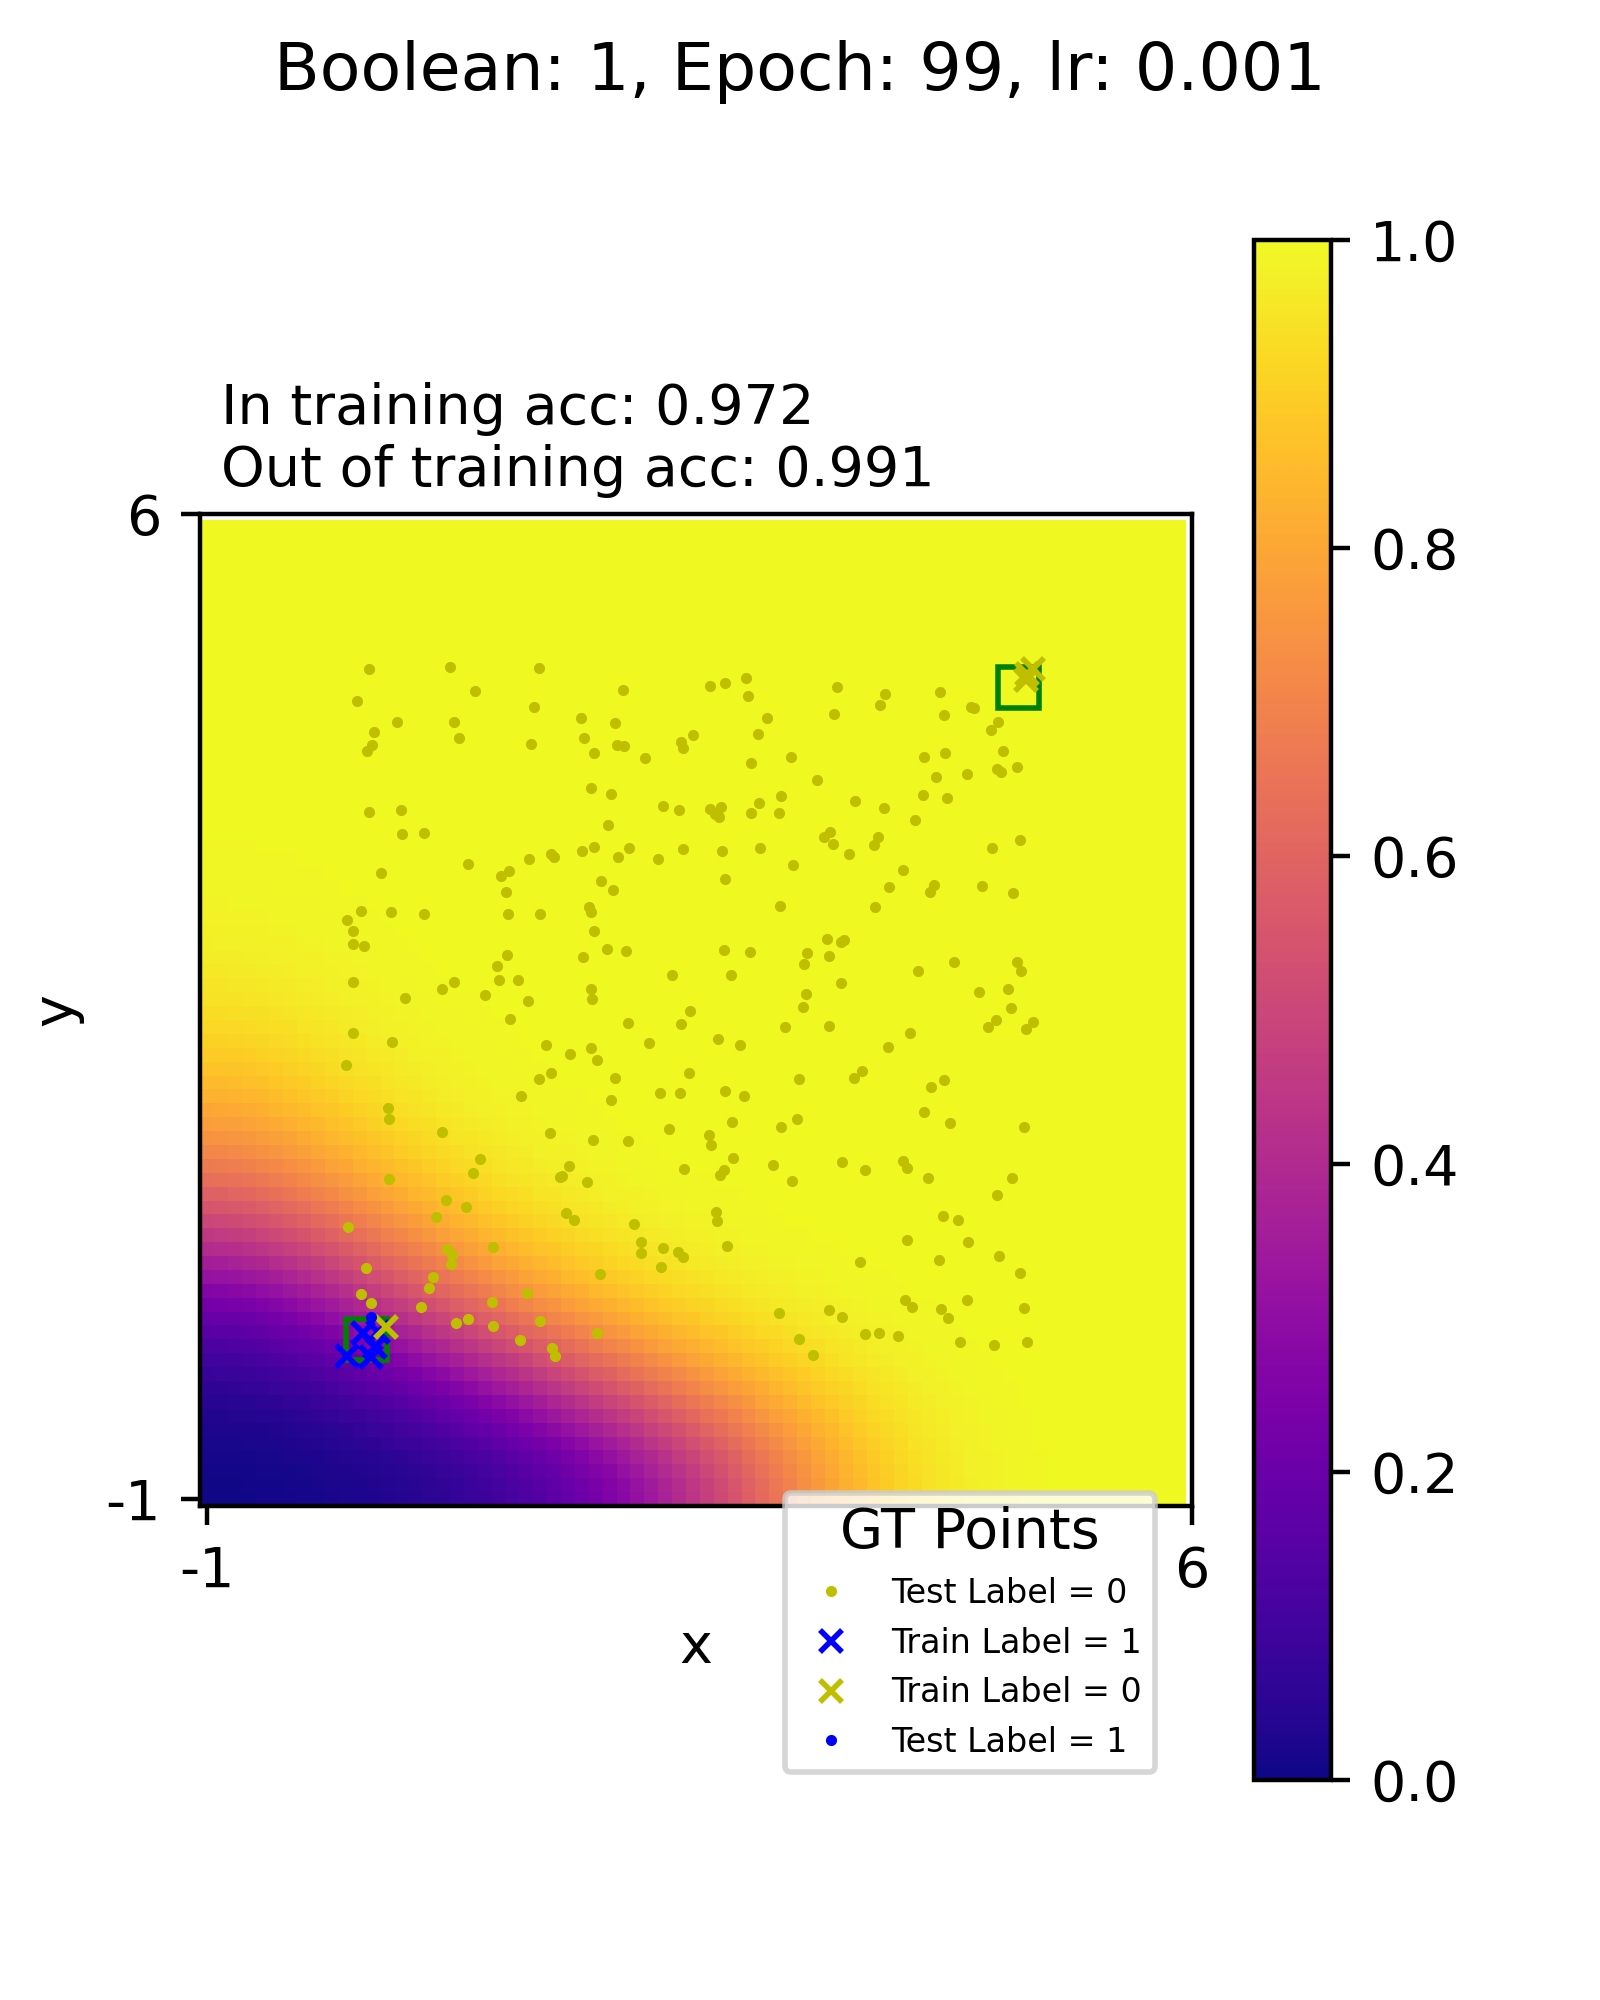 Boolean: 1, Epoch: 99, lr: 0.001
In training acc: 0.972
Out of training acc: 0.991
6
y
-1
-1
6
x
GT Points
Test Label = 0
Train Label = 1
Train Label = 0
Test Label = 1
1.0
0.8
0.6
0.4
0.2
0.0